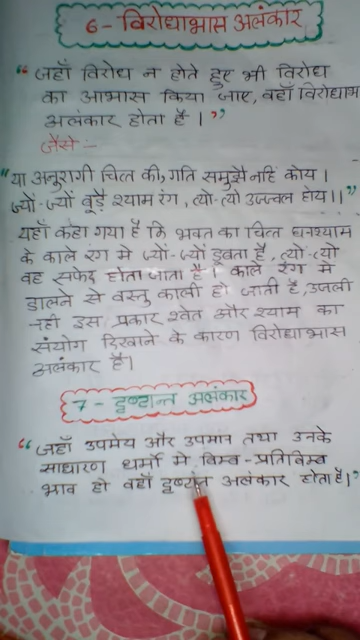 6 - विरोधाभास अलंकार
“जहाँ विरोध न होते हुए भी विरोध
का आभास किया जाए, वहाँ विरोधाभास
अलंकार होता है।”
जैसे :-
“या अनुरागी चित्त की, गति समुझै नहिं कोय।
ज्यों-ज्यों बूड़ै श्याम रंग, त्यों-त्यों उज्जवल होय।।”
यहाँ कहा गया है कि भक्त का चित्त घनश्याम
के काले रंग मे ज्यों-ज्यों डुबता है, त्यों-त्यों
वह सफेद होता जाता है। काले रंग मे
डालने से वस्तु काली हो जाती है, उजली
नही इस प्रकार श्वेत और श्याम का
संयोग दिखाने के कारण विरोधाभास
अलंकार है।
7 - दृष्टान्त अलंकार
“जहाँ उपमेय और उपमान तथा उनके
साधारण धर्मो मे बिम्ब-प्रतिबिम्ब
भाव हो वहाँ दृष्टांत अलंकार होता है।”